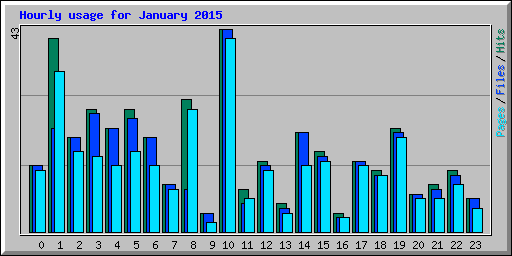 Hourly usage for January 2015
43
Pages/Files/Hits
0 1 2 3 4 5 6 7 8 9 10 11 12 13 14 15 16 17 18 19 20 21 22 23